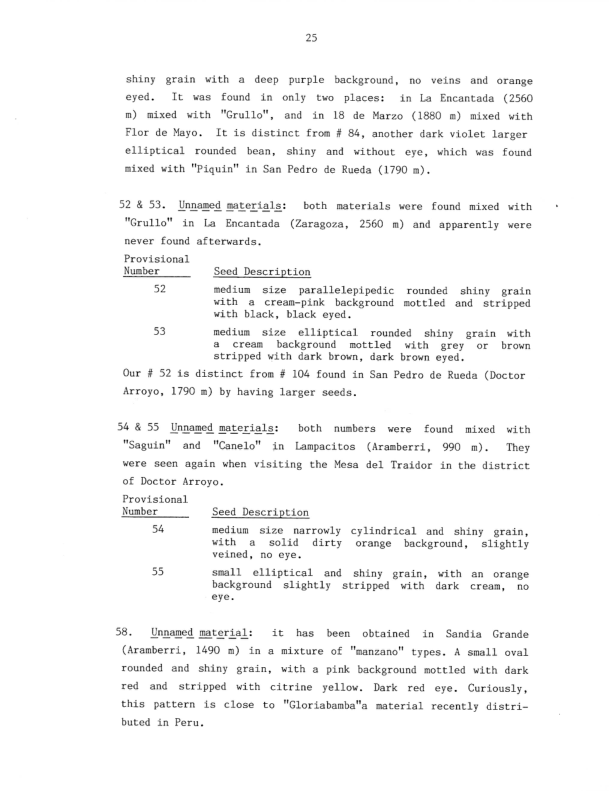 25
shiny grain with a deep purple background, no veins and orange
eyed. It was found in only two places: in La Encantada (2560
m) mixed with "Grullo", and in 18 de Marzo (1880 m) mixed with
Flor de Mayo. It is distinct from # 84, another dark violet larger
elliptical rounded bean, shiny and without eye, which was found
mixed with "Piquin" in San Pedro de Rueda (1790 m).
52 & 53. Unnamed materials: both materials were found mixed with
"Grullo" in La Encantada (Zaragoza, 2560 m) and apparently were
never found afterwards.
Provisional
Number Seed Description
52 medium size parallelepipedic rounded shiny grain
with a cream-pink background mottled and stripped
with black, black eyed.
53 medium size elliptical rounded shiny grain with
a cream background mottled with grey or brown
stripped with dark brown, dark brown eyed.
Our # 52 is distinct from # 104 found in San Pedro de Rueda (Doctor
Arroyo, 1790 m) by having larger seeds.
54 & 55 Unnamed materials: both numbers were found mixed with
"Saguin" and "Canelo" in Lampacitos (Aramberri, 990 m). They
were seen again when visiting the Mesa del Traidor in the district
of Doctor Arroyo.
Provisional
Number Seed Description
54 medium size narrowly cylindrical and shiny grain,
with a solid dirty orange background, slightly
veined, no eye.
55 small elliptical and shiny grain, with an orange
background slightly stripped with dark cream, no
eye.
58. Unnamed material: it has been obtained in Sandia Grande
(Aramberri, 1490 m) in a mixture of "manzano" types. A small oval
rounded and shiny grain, with a pink background mottled with dark
red and stripped with citrine yellow. Dark red eye. Curiously,
this pattern is close to "Gloriabamba"a material recently distri-
buted in Peru.